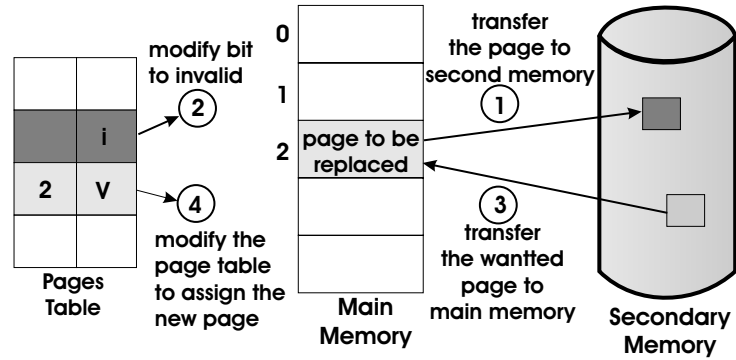 modify bit
to invalid
2
i
2 V
4
modify the
page table
to assign the
new page
Pages
Table
0
1
2
page to be
replaced
Main
Memory
transfer
the page to
second memory
1
3
transfer
the wantted
page to
main memory
Secondary
Memory